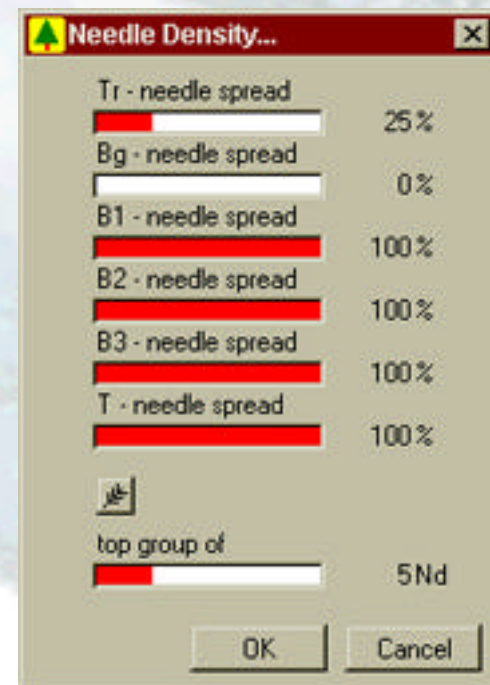 Needle Density...
Tr - needle spread
25%
Bg - needle spread
0%
B1 - needle spread
100%
B2 - needle spread
100%
B3 - needle spread
100%
T - needle spread
100%
top group of
5Nd
OK Cancel